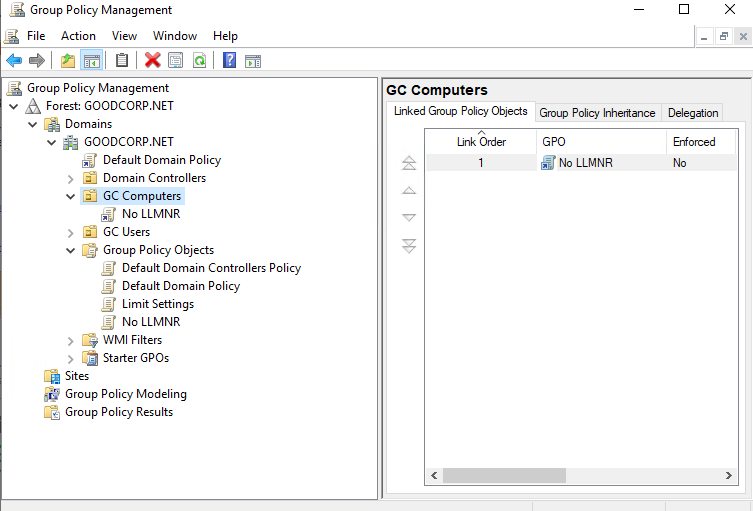 Group Policy Management
File Action View Window Help
Group Policy Management
Forest: GOODCORP.NET
Domains
GOODCORP.NET
Default Domain Policy
Domain Controllers
GC Computers
No LLMNR
GC Users
Group Policy Objects
Default Domain Controllers Policy
Default Domain Policy
Limit Settings
No LLMNR
WMI Filters
Starter GPOs
Sites
Group Policy Modeling
Group Policy Results
GC Computers
Linked Group Policy Objects Group Policy Inheritance Delegation
Link Order GPO Enforced
1 No LLMNR No